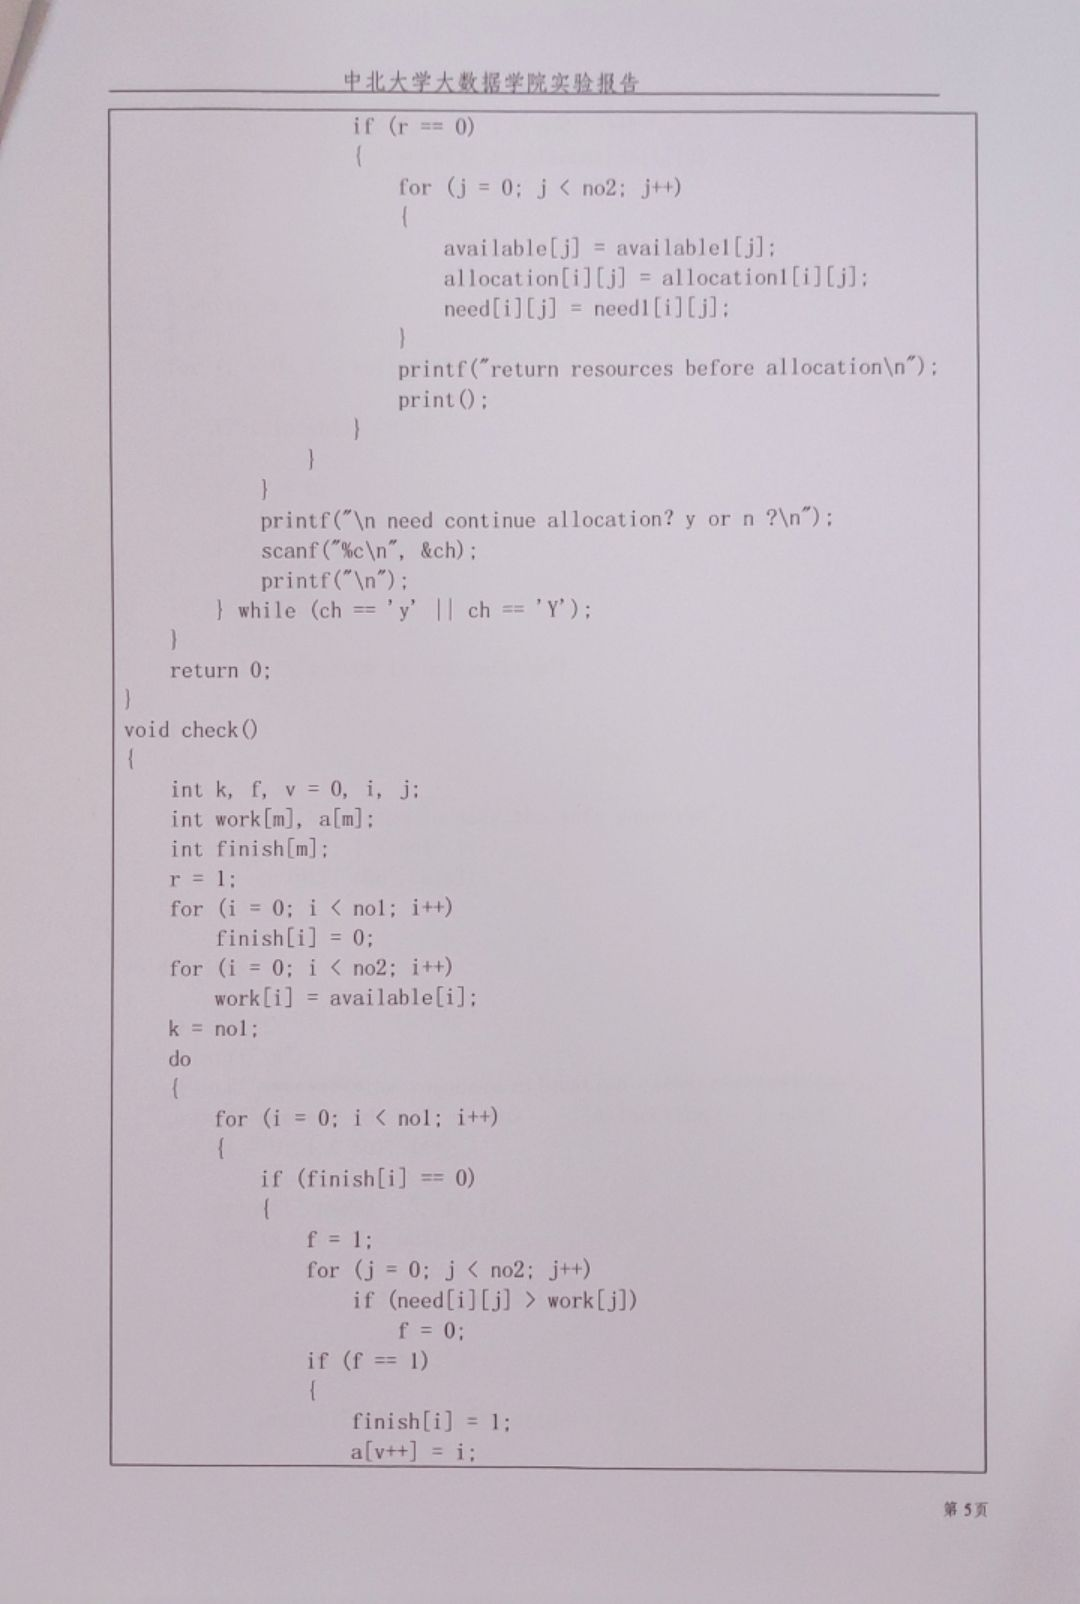 中北大学大数据学院实验报告
if (r == 0)
{
for (j = 0; j < no2; j++)
{
available[j] = available1[j];
allocation[i][j] = allocation1[i][j];
need[i][j] = need1[i][j];
}
printf("return resources before allocation\n");
print();
}
}
}
printf("\n need continue allocation? y or n ?\n");
scanf("%c\n", &ch);
printf("\n");
} while (ch == 'y' || ch == 'Y');
}
return 0;
}
void check()
{
int k, f, v = 0, i, j;
int work[m], a[m];
int finish[m];
r = 1;
for (i = 0; i < no1; i++)
finish[i] = 0;
for (i = 0; i < no2; i++)
work[i] = available[i];
k = no1;
do
{
for (i = 0; i < no1; i++)
{
if (finish[i] == 0)
{
f = 1;
for (j = 0; j < no2; j++)
if (need[i][j] > work[j])
f = 0;
if (f == 1)
{
finish[i] = 1;
a[v++] = i;
第 5页